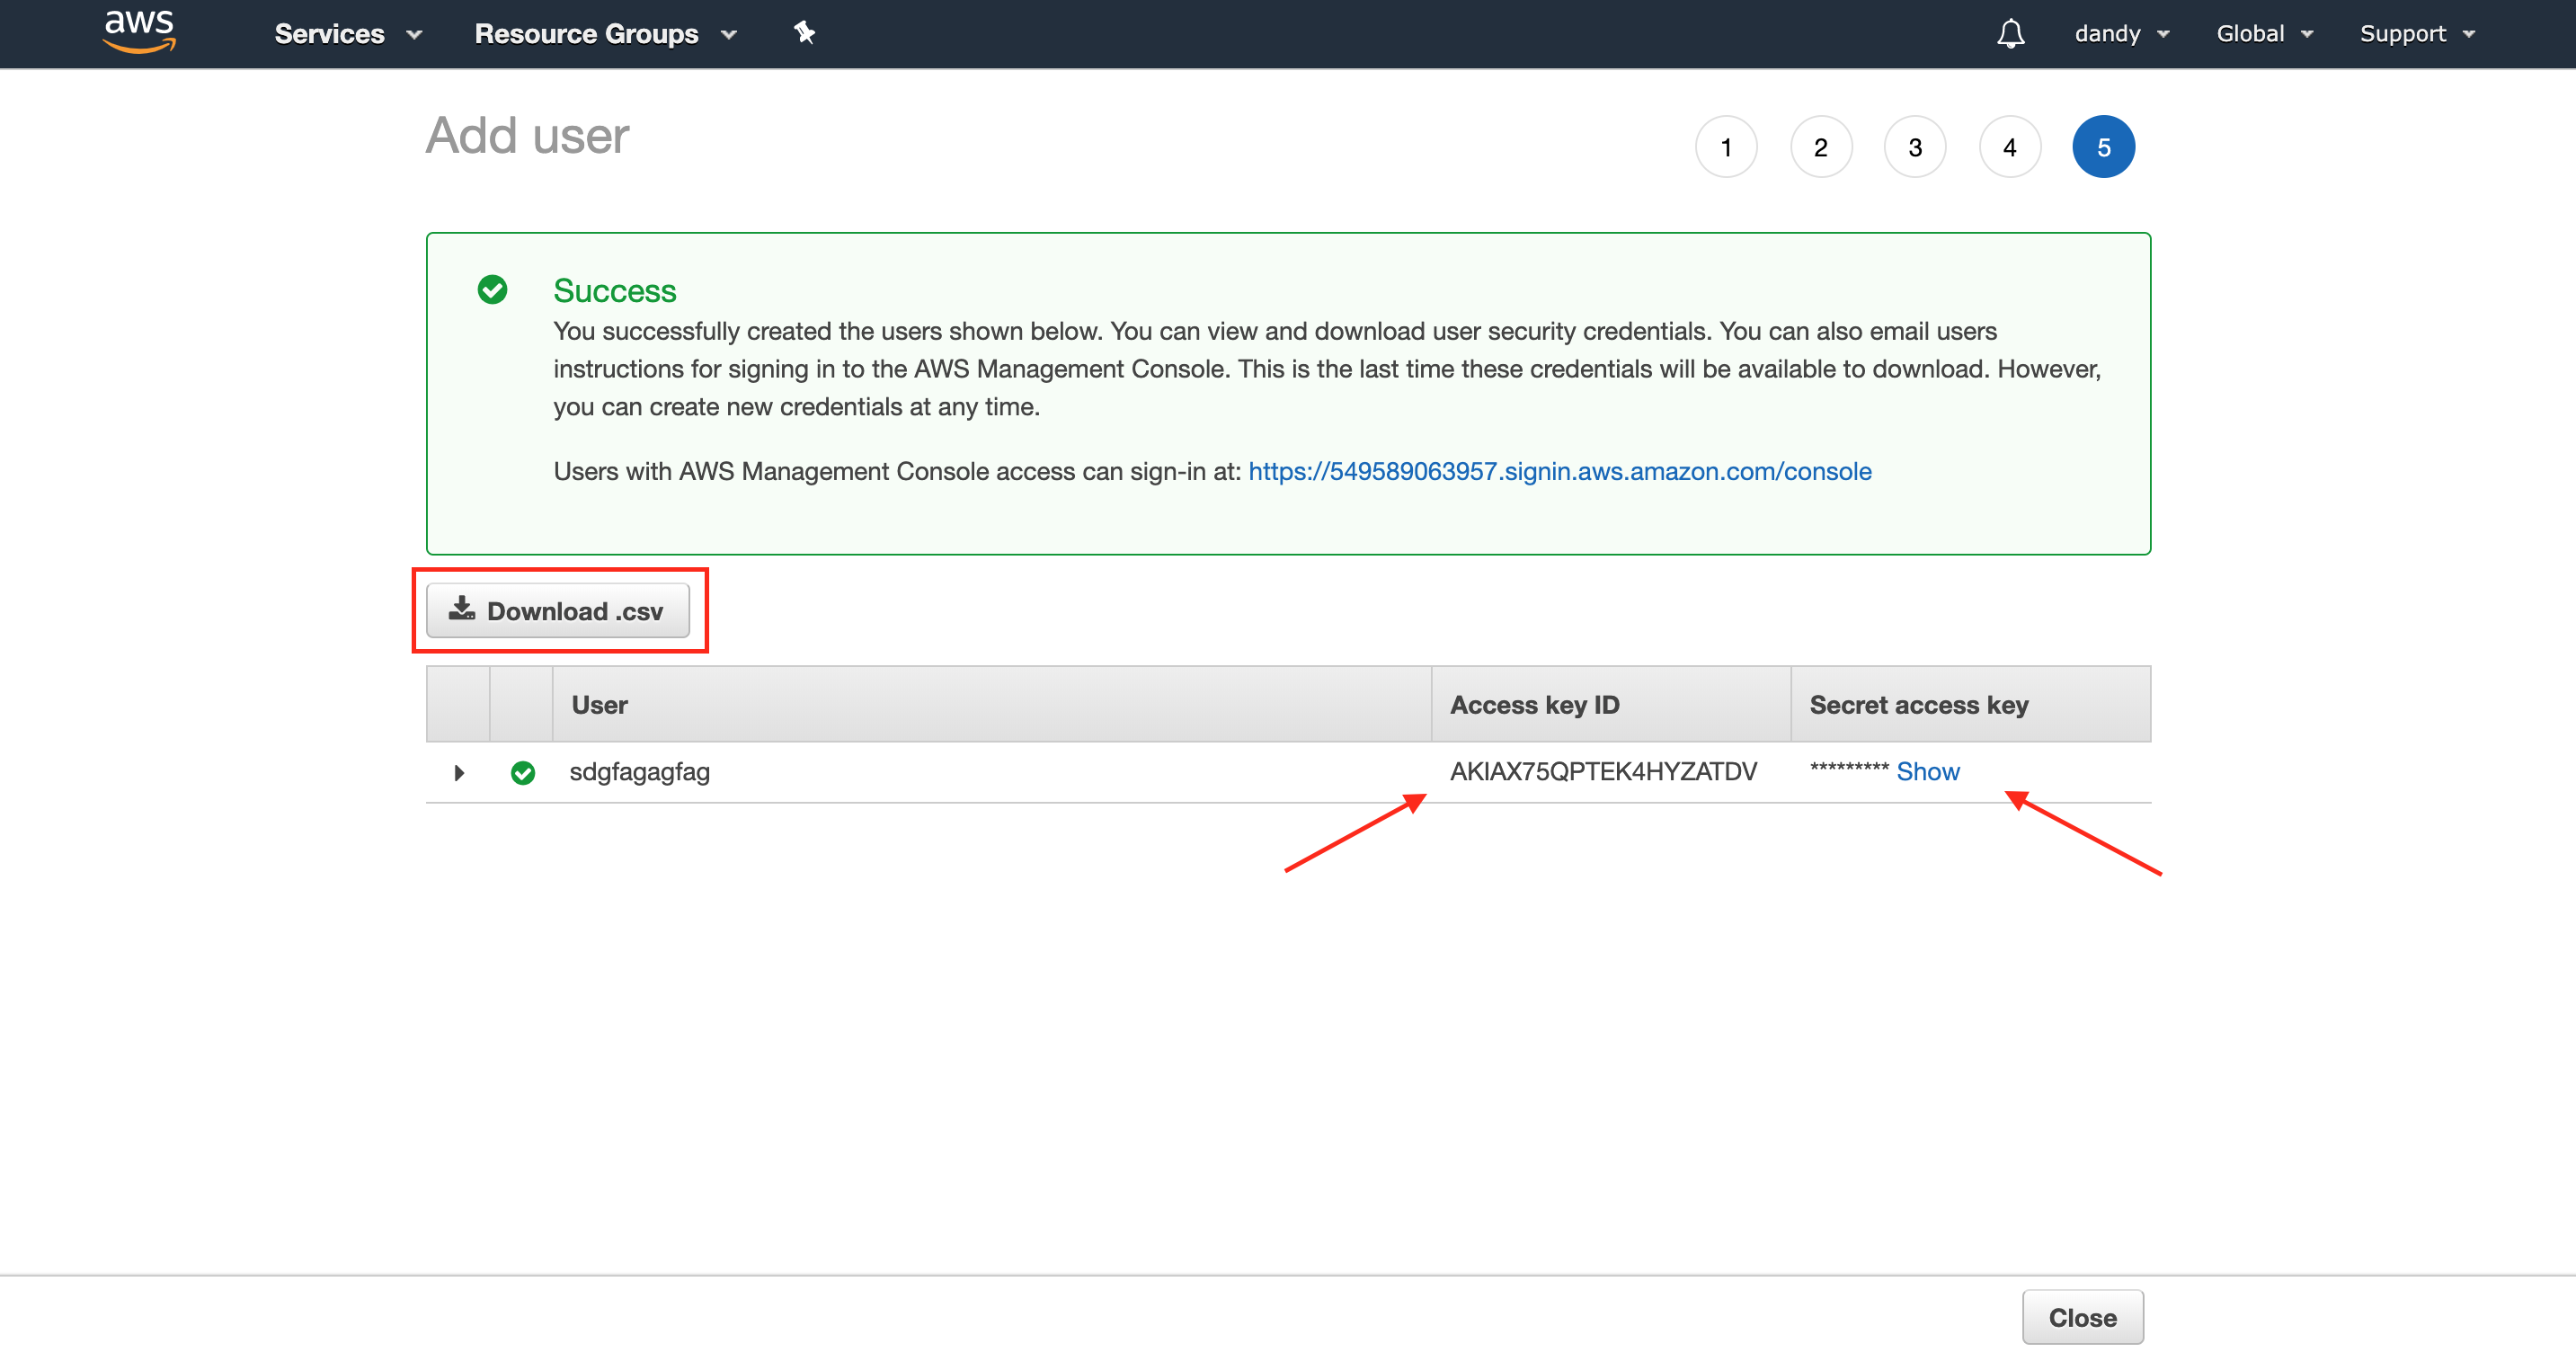 aws Services Resource Groups dandy Global Support
Add user 1 2 3 4 5
Success
You successfully created the users shown below. You can view and download user security credentials. You can also email users
instructions for signing in to the AWS Management Console. This is the last time these credentials will be available to download. However,
you can create new credentials at any time.
Users with AWS Management Console access can sign-in at: https://549589063957.signin.aws.amazon.com/console
Download .csv
User Access key ID Secret access key
sdgfagagfag AKIAX75QPTEK4HYZATDV ********* Show
Close